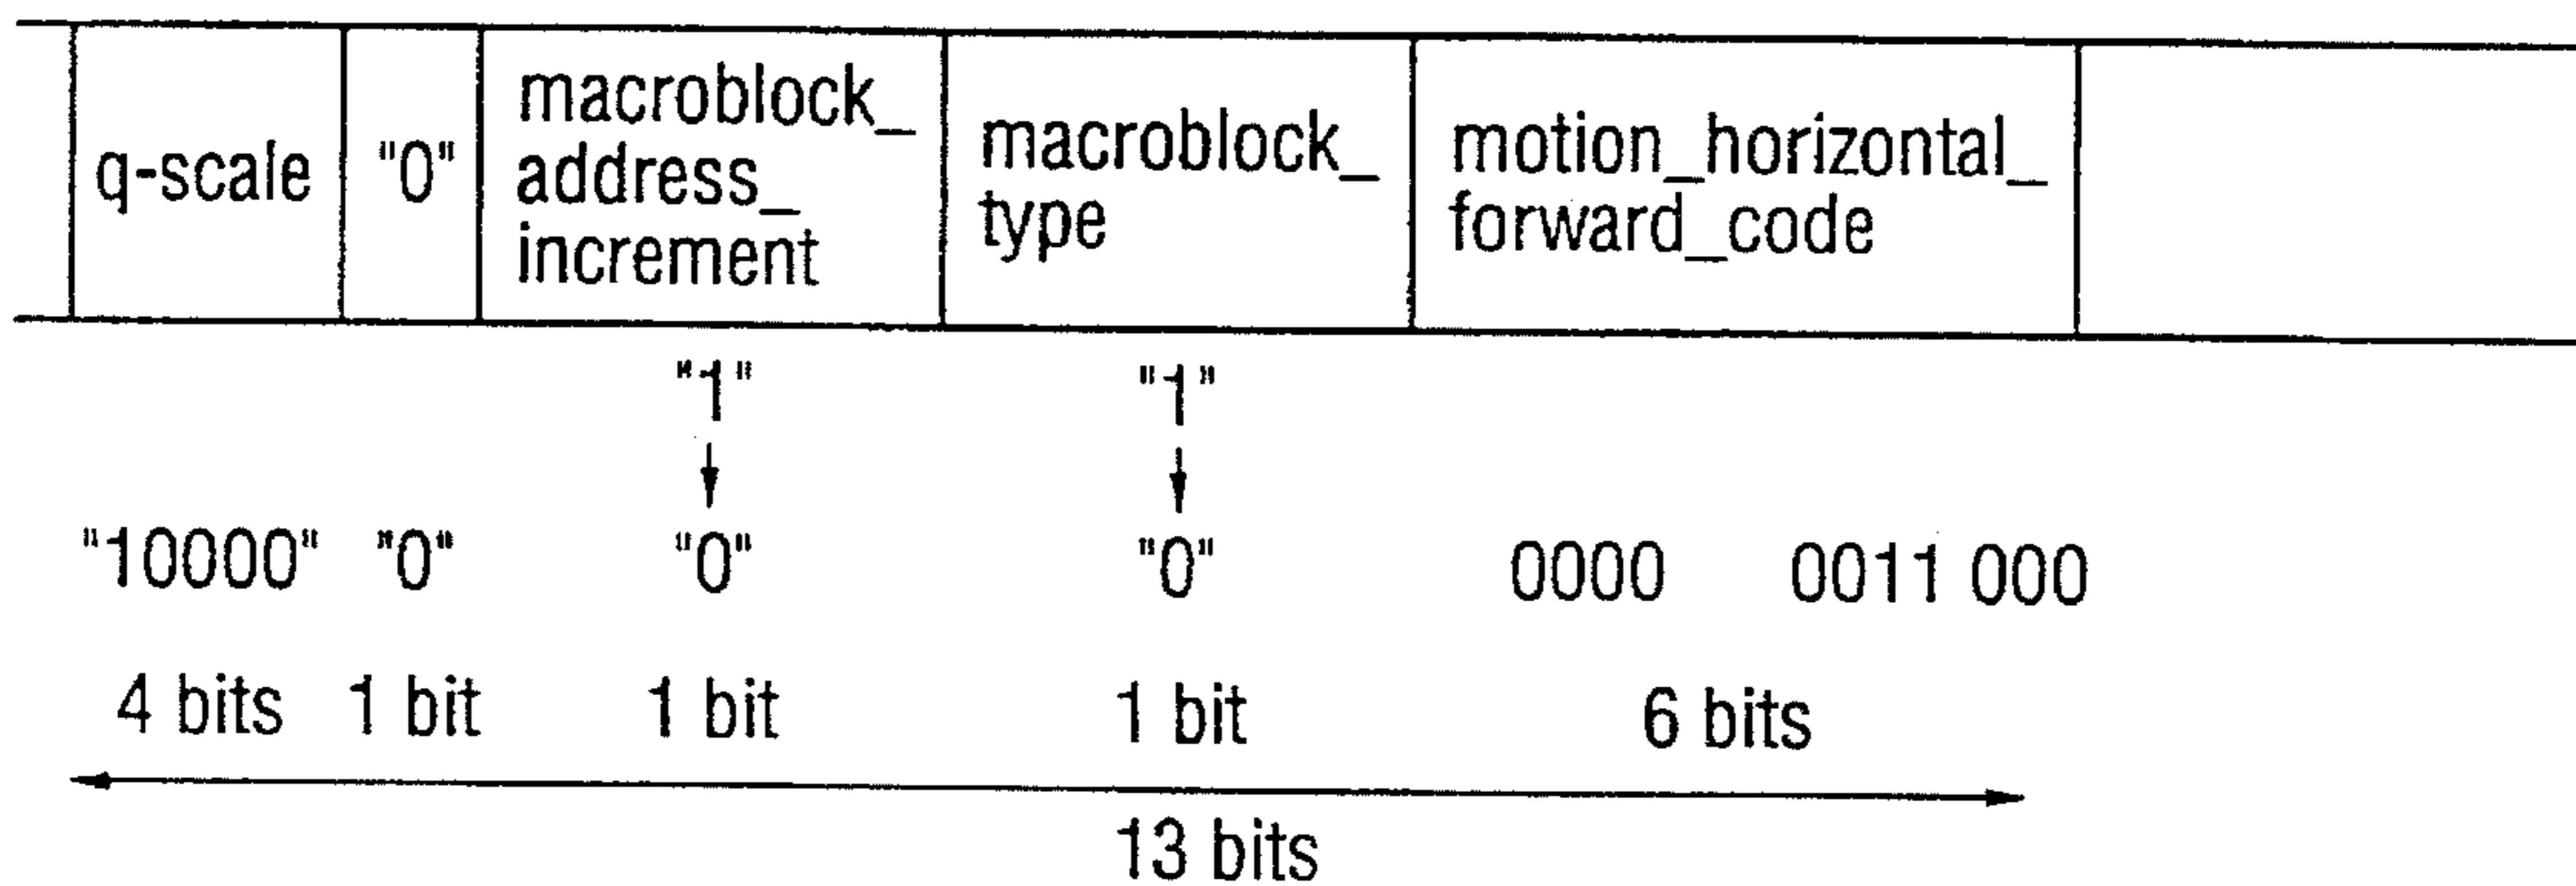 q-scale
"0"
macroblock_
address_
increment
macroblock_
type
motion_horizontal_
forward_code
"1" "1"
"10000" "0" "0" "0" 0000 0011 000
4 bits 1 bit 1 bit 1 bit 6 bits
13 bits